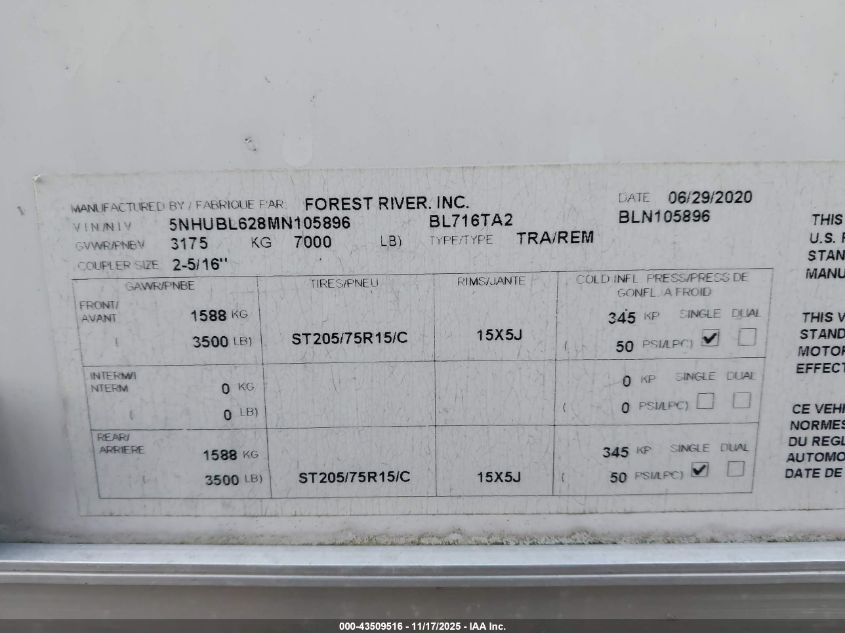 MANUFACTURED BY / FABRIQUE PAR: FOREST RIVER, INC. DATE 06/29/2020
VIN/NIV 5NHUBL628MN105896 BL716TA2 BLN105896
GVWR/PNBV 3175 KG 7000 LB) TYPE/TYPE TRA/REM
COUPLER SIZE 2-5/16"
GAWR/PNBE TIRES/PNEU RIMS/JANTE COLD INFL. PRESS/PRESS DE
GONFL. A FROID
FRONT/
AVANT 1588 KG 345 KP SINGLE DUAL
( 3500 LB) ST205/75R15/C 15X5J ( 50 PSI/LPC)
INTERM/I
NTERM 0 KG 0 KP SINGLE DUAL
( 0 LB) ( 0 PSI/LPC)
REAR/
ARRIERE 1588 KG 345 KP SINGLE DUAL
( 3500 LB) ST205/75R15/C 15X5J ( 50 PSI/LPC)
THIS
U.S.
STAN
MANU
THIS V
STAND
MOTOR
EFFECT
CE VEH
NORMES
DU REGL
AUTOMO
DATE DE
000-43509516 - 11/17/2025 - IAA Inc.